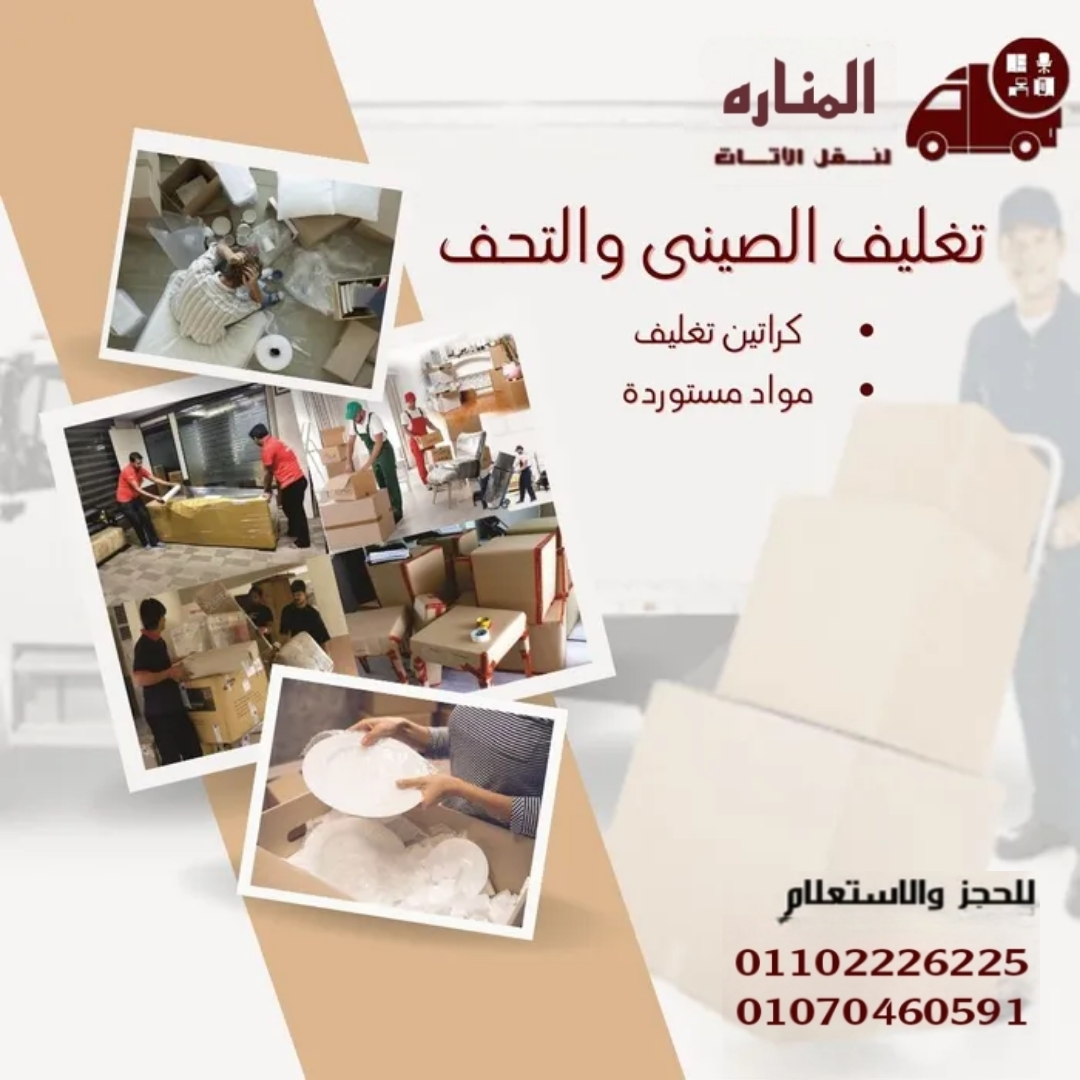 المناره
لنقل الاثاث
تغليف الصينى والتحف
• كراتين تغليف
• مواد مستوردة
للحجز والاستعلام
01102226225
01070460591